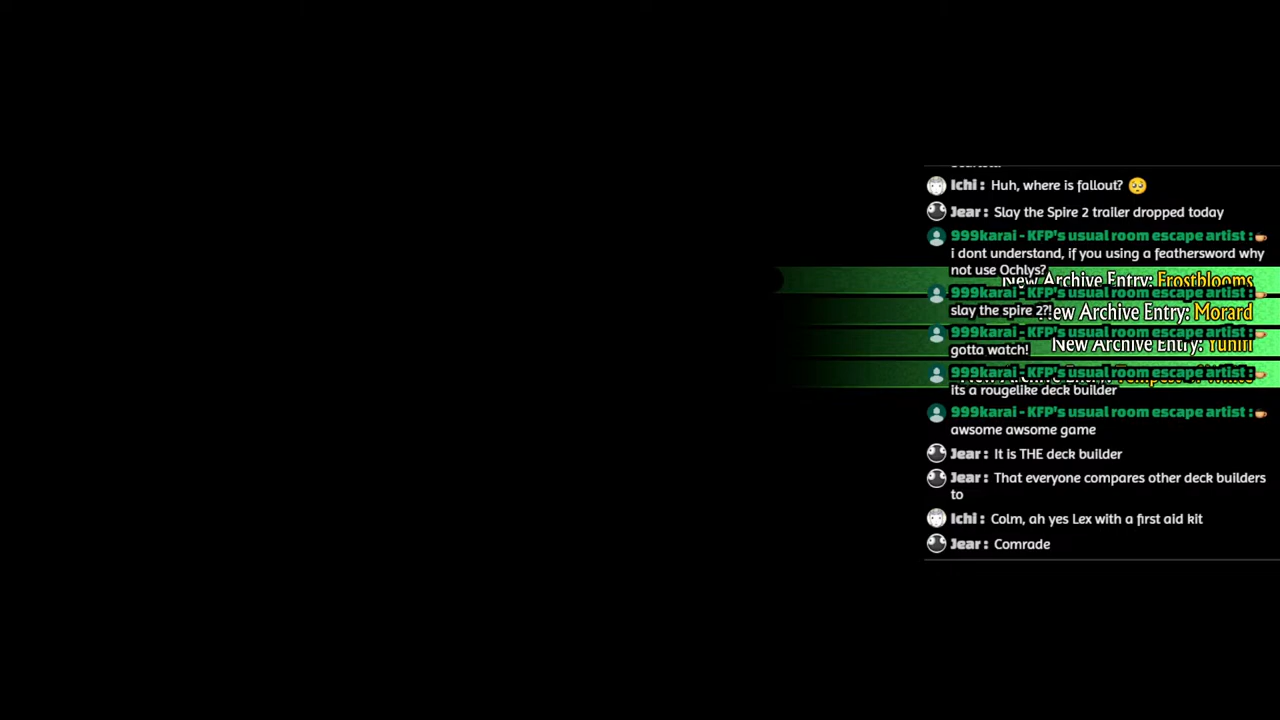 Ichi : Huh, where is fallout? 🥺
Jear : Slay the Spire 2 trailer dropped today
999karai - KFP's usual room escape artist :
i dont understand, if you using a feathersword why
not use Ochlys?
New Archive Entry: Frostblooms
999karai - KFP's usual room escape artist :
slay the spire 2?!
New Archive Entry: Morard
999karai - KFP's usual room escape artist :
gotta watch!
New Archive Entry:
999karai - KFP's usual room escape artist :
its a rougelike deck builder
999karai - KFP's usual room escape artist :
awsome awsome game
Jear : It is THE deck builder
Jear : That everyone compares other deck builders
to
Ichi : Colm, ah yes Lex with a first aid kit
Jear : Comrade